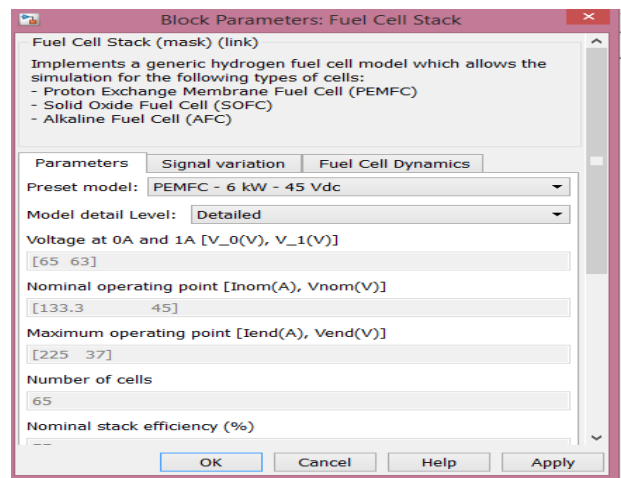 Block Parameters: Fuel Cell Stack
Fuel Cell Stack (mask) (link)
Implements a generic hydrogen fuel cell model which allows the
simulation for the following types of cells:
- Proton Exchange Membrane Fuel Cell (PEMFC)
- Solid Oxide Fuel Cell (SOFC)
- Alkaline Fuel Cell (AFC)
Parameters Signal variation Fuel Cell Dynamics
Preset model: PEMFC - 6 kW - 45 Vdc
Model detail Level: Detailed
Voltage at 0A and 1A [V_0(V), V_1(V)]
[65 63]
Nominal operating point [Inom(A), Vnom(V)]
[133.3 45]
Maximum operating point [Iend(A), Vend(V)]
[225 37]
Number of cells
65
Nominal stack efficiency (%)
OK Cancel Help Apply